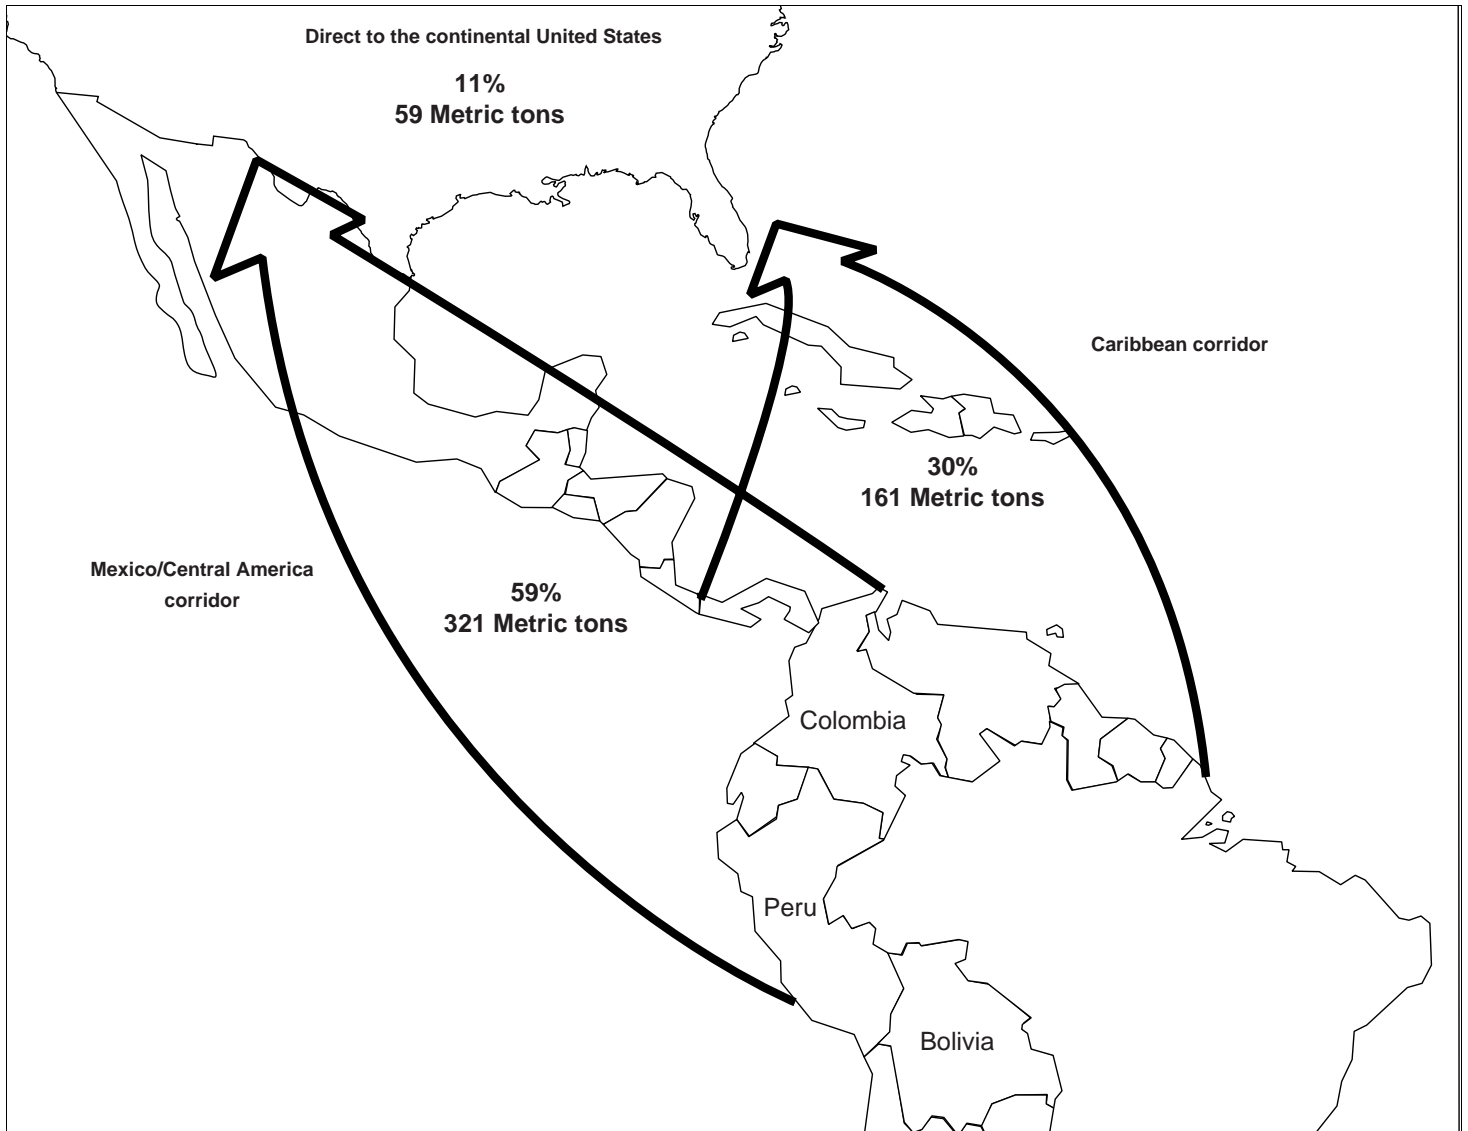 Direct to the continental United States
11%
59 Metric tons
Caribbean corridor
30%
161 Metric tons
Mexico/Central America
corridor
59%
321 Metric tons
Colombia
Peru
Bolivia